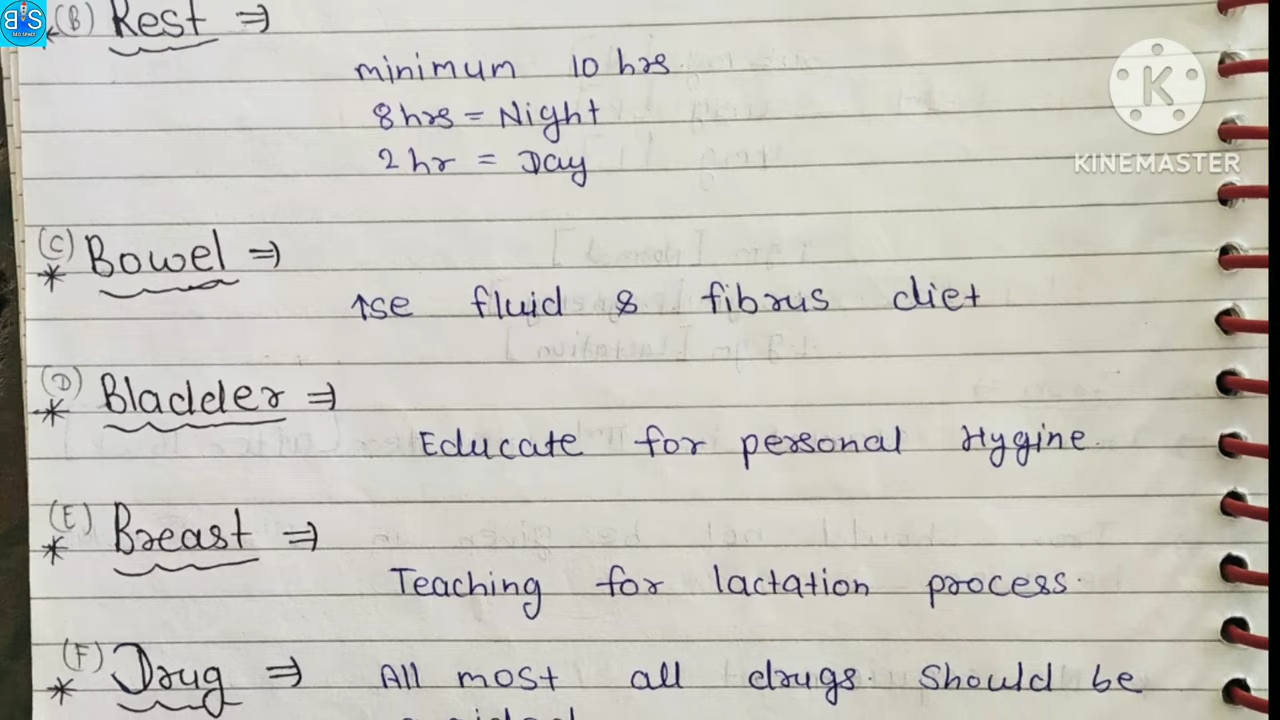 (B) Rest ⇒
minimum 10 hrs.
8 hrs = Night
2 hr = Day
(C)
* Bowel ⇒
↑se fluid & fibrus diet
(D)
* Bladder ⇒
Educate for personal Hygine.
(E)
* Breast ⇒
Teaching for lactation process.
(F)
* Drug ⇒ All most all drugs. Should be
KINEMASTER